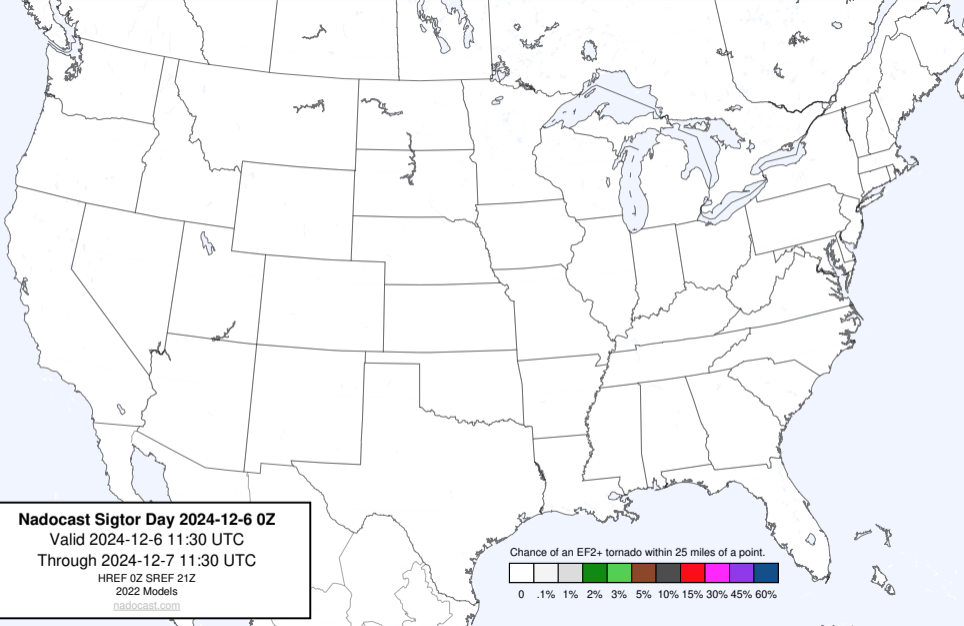 Nadocast Sigtor Day 2024-12-6 0Z
Valid 2024-12-6 11:30 UTC
Through 2024-12-7 11:30 UTC
HREF 0Z SREF 21Z
2022 Models
nadocast.com
Chance of an EF2+ tornado within 25 miles of a point.
0 .1% 1% 2% 3% 5% 10% 15% 30% 45% 60%